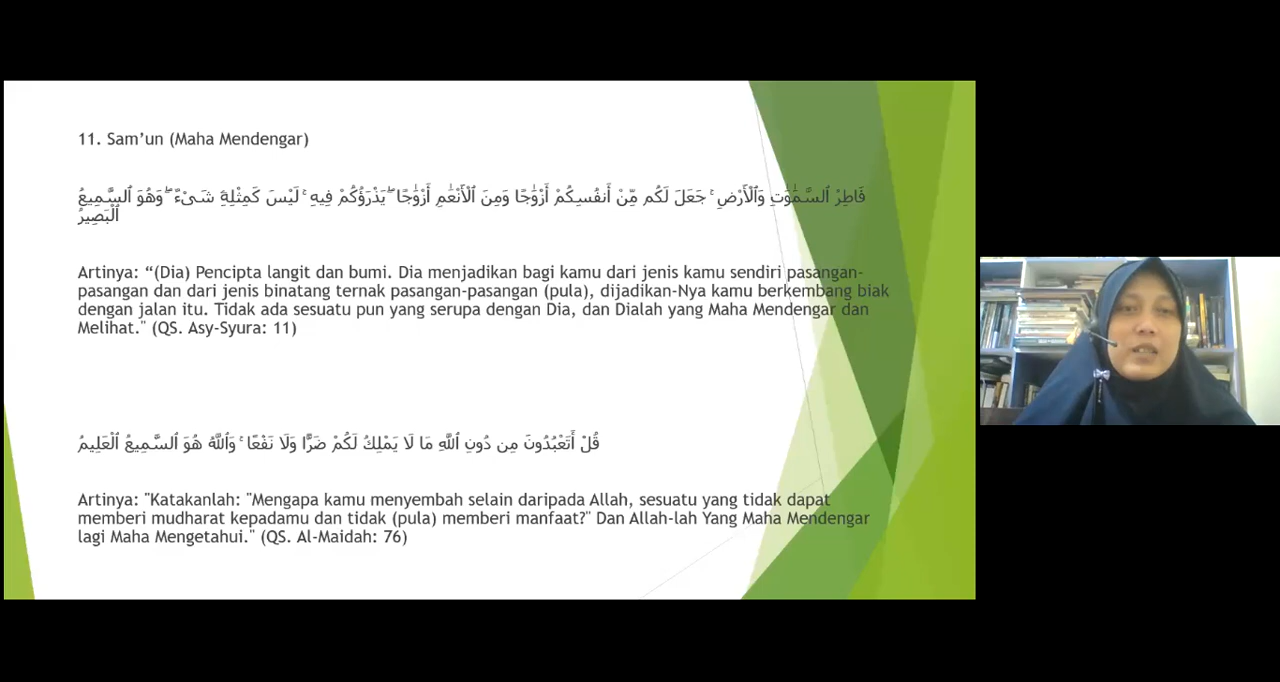 11. Sam’un (Maha Mendengar)
فَاطِرُ ٱلسَّمَٰوَٰتِ وَٱلْأَرْضِ ۚ جَعَلَ لَكُم مِّنْ أَنفُسِكُمْ أَزْوَٰجًا وَمِنَ ٱلْأَنْعَٰمِ أَزْوَٰجًا ۖ يَذْرَؤُكُمْ فِيهِ ۚ لَيْسَ كَمِثْلِهِۦ شَىْءٌ ۖ وَهُوَ ٱلسَّمِيعُ
ٱلْبَصِيرُ
Artinya: “(Dia) Pencipta langit dan bumi. Dia menjadikan bagi kamu dari jenis kamu sendiri pasangan-
pasangan dan dari jenis binatang ternak pasangan-pasangan (pula), dijadikan-Nya kamu berkembang biak
dengan jalan itu. Tidak ada sesuatu pun yang serupa dengan Dia, dan Dialah yang Maha Mendengar dan
Melihat." (QS. Asy-Syura: 11)
قُلْ أَتَعْبُدُونَ مِن دُونِ ٱللَّهِ مَا لَا يَمْلِكُ لَكُمْ ضَرًّا وَلَا نَفْعًا ۚ وَٱللَّهُ هُوَ ٱلسَّمِيعُ ٱلْعَلِيمُ
Artinya: "Katakanlah: "Mengapa kamu menyembah selain daripada Allah, sesuatu yang tidak dapat
memberi mudharat kepadamu dan tidak (pula) memberi manfaat?" Dan Allah-lah Yang Maha Mendengar
lagi Maha Mengetahui." (QS. Al-Maidah: 76)